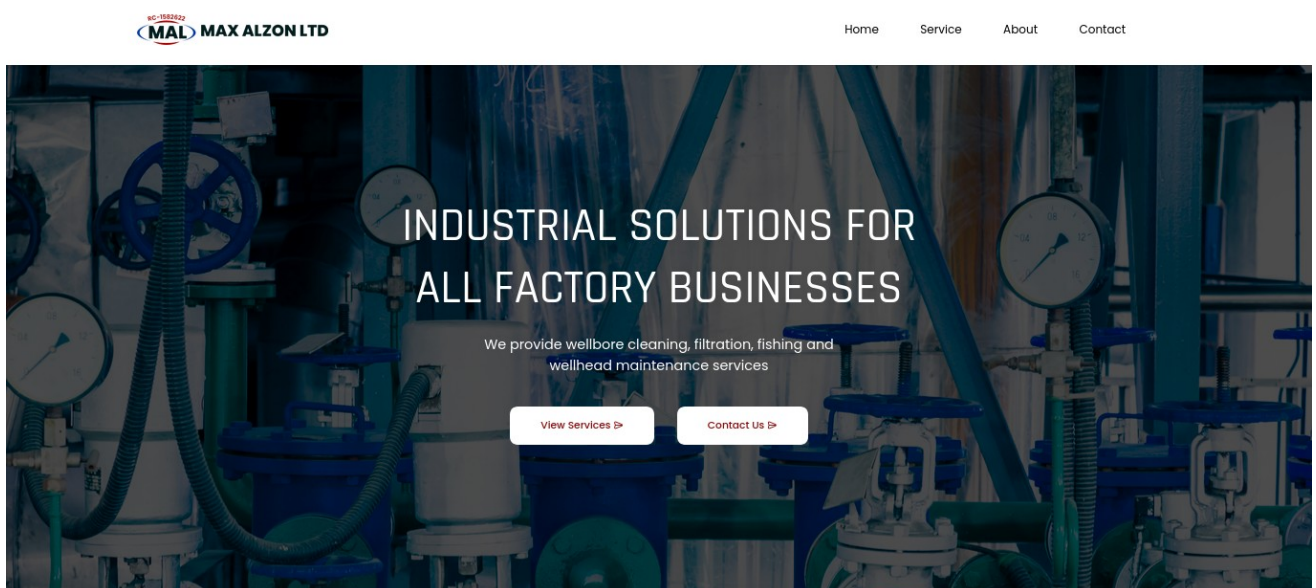 RC-1582622
MAL MAX ALZON LTD
Home Service About Contact
INDUSTRIAL SOLUTIONS FOR
ALL FACTORY BUSINESSES
We provide wellbore cleaning, filtration, fishing and
wellhead maintenance services
View Services Contact Us